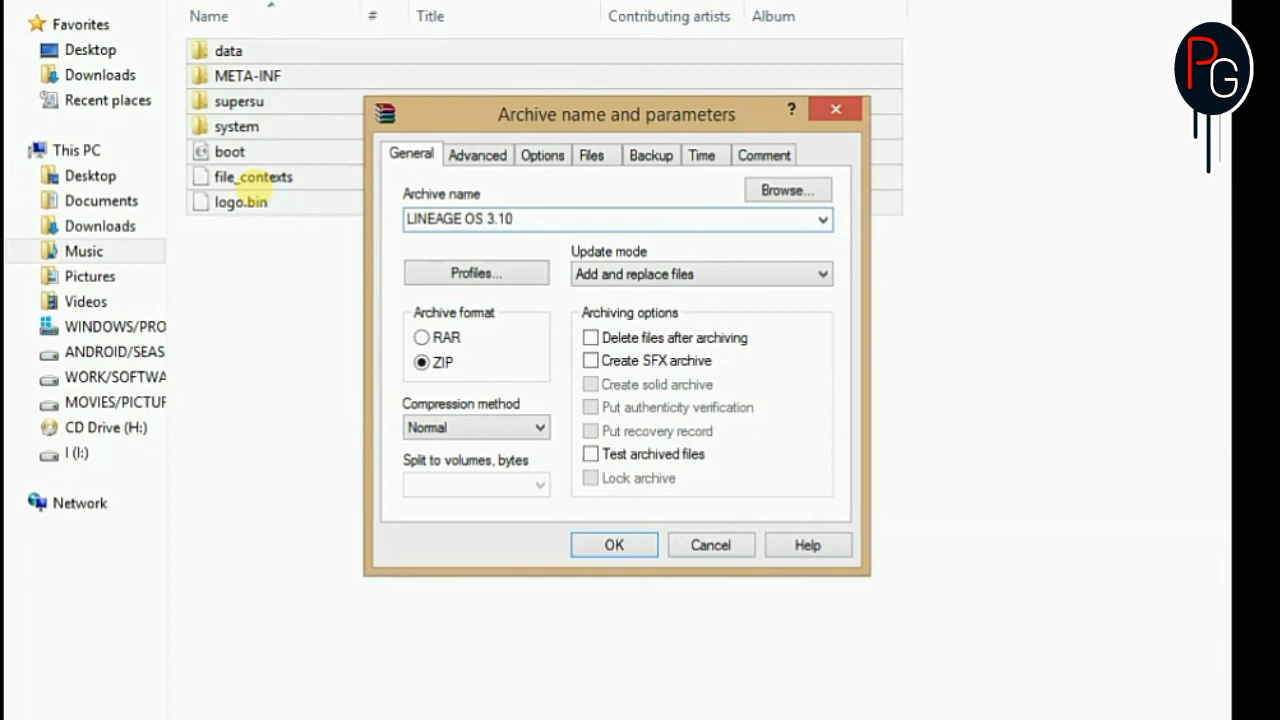 Name
#
Title
Contributing artists
Album
Favorites
Desktop
Downloads
Recent places
This PC
Desktop
Documents
Downloads
Music
Pictures
Videos
WINDOWS/PRO
ANDROID/SEAS
WORK/SOFTWA
MOVIES/PICTUR
CD Drive (H:)
I (I:)
Network
data
META-INF
supersu
system
boot
file_contexts
logo.bin
Archive name and parameters
?
General
Advanced
Options
Files
Backup
Time
Comment
Archive name
Browse...
LINEAGE OS 3.10
Profiles...
Update mode
Add and replace files
Archive format
RAR
ZIP
Compression method
Normal
Split to volumes, bytes
Archiving options
Delete files after archiving
Create SFX archive
Create solid archive
Put authenticity verification
Put recovery record
Test archived files
Lock archive
OK
Cancel
Help
PG